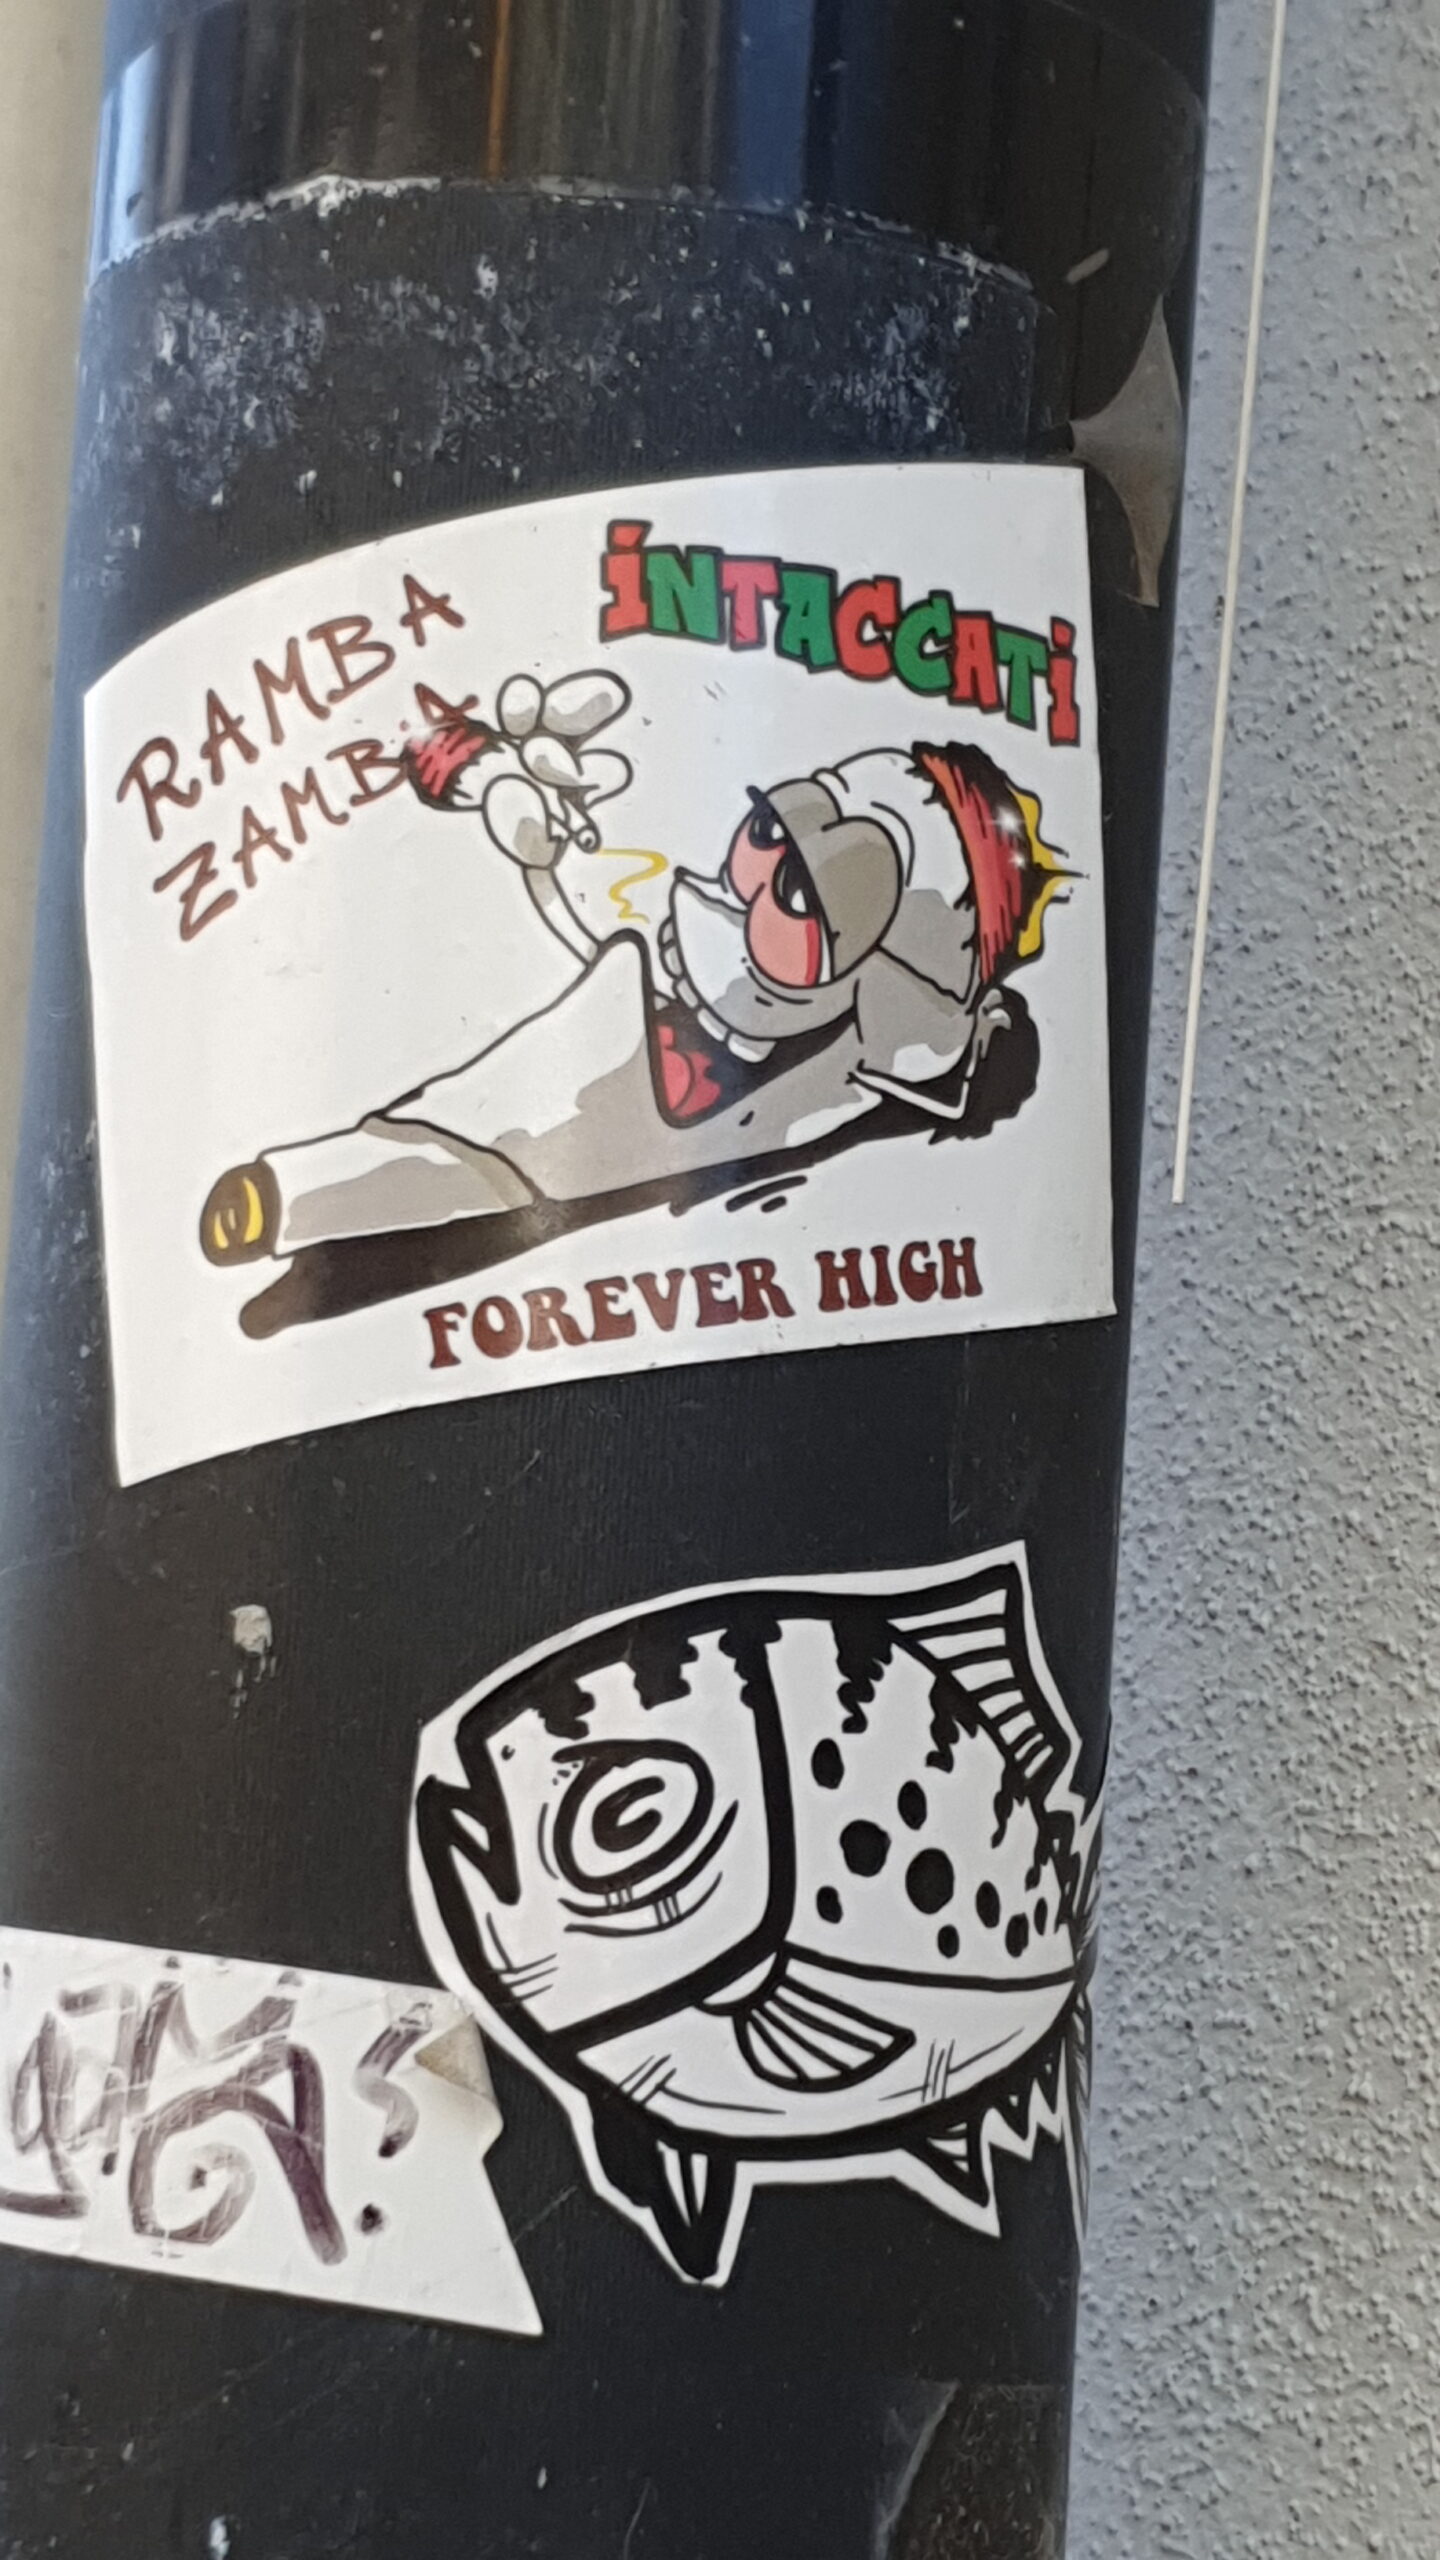 RAMBA
ZAMBA
iNTACCATi
FOREVER HIGH